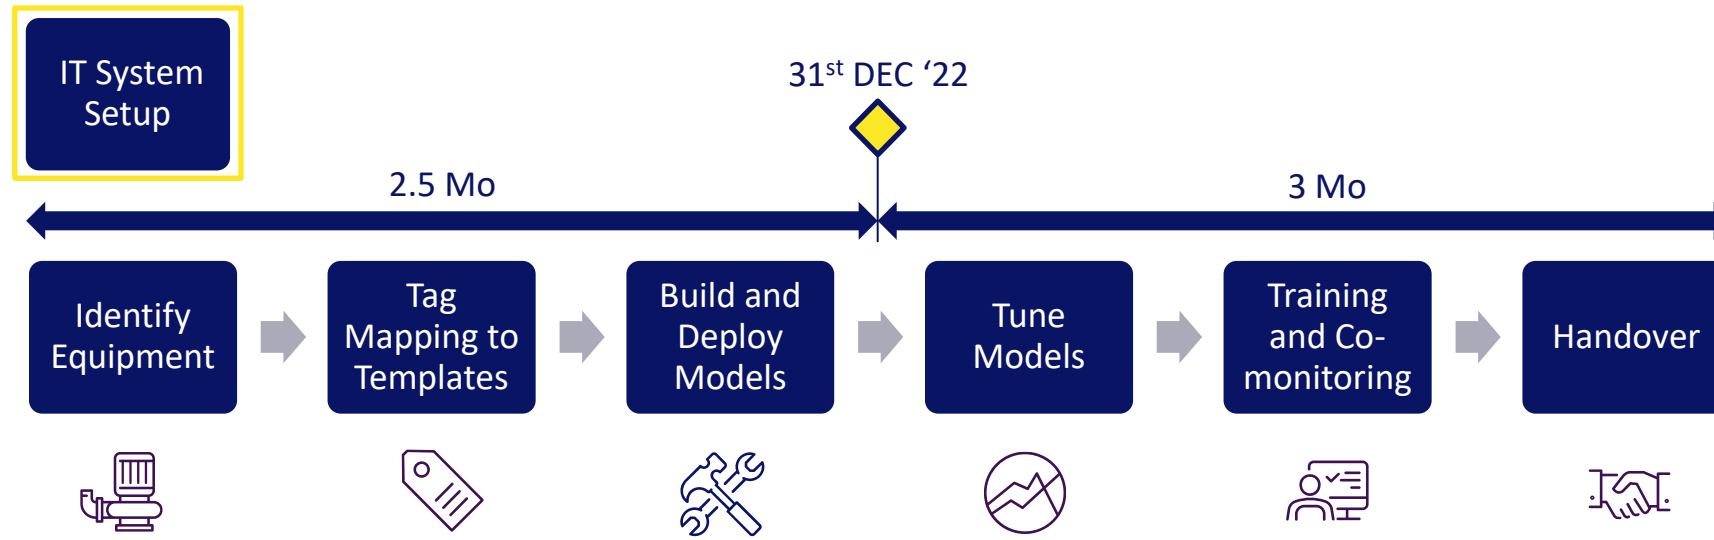 IT System
Setup
31st DEC ‘22
2.5 Mo
3 Mo
Identify
Equipment
Tag
Mapping to
Templates
Build and
Deploy
Models
Tune
Models
Training
and Co-
monitoring
Handover